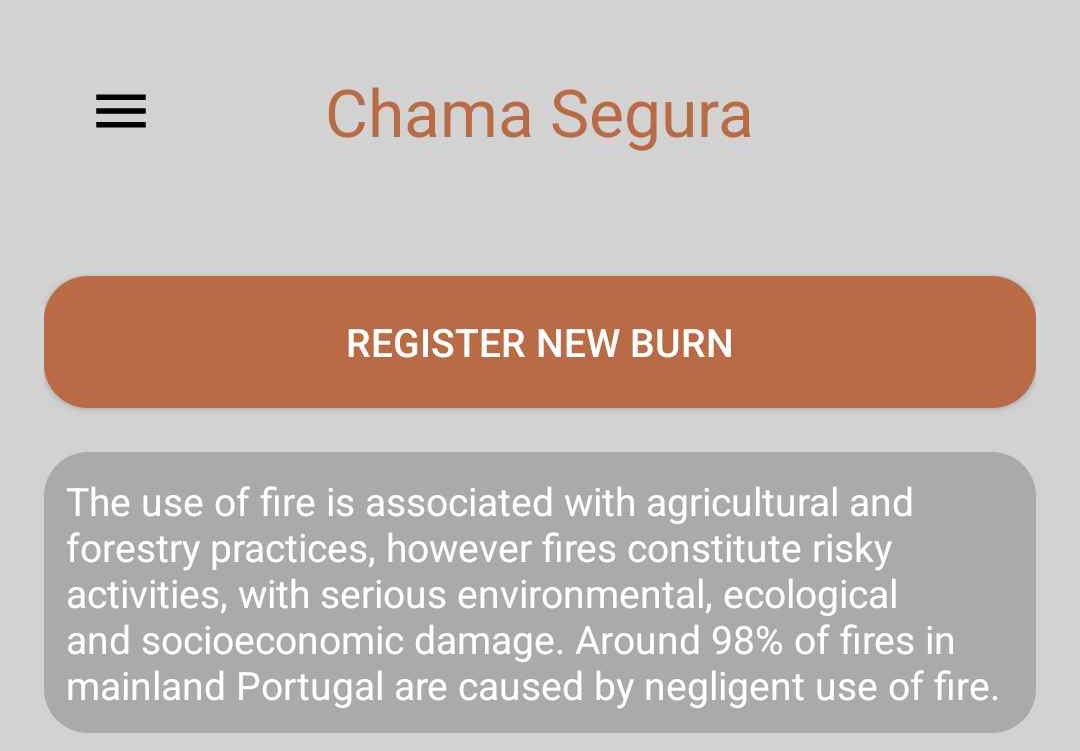 Chama Segura
REGISTER NEW BURN
The use of fire is associated with agricultural and
forestry practices, however fires constitute risky
activities, with serious environmental, ecological
and socioeconomic damage. Around 98% of fires in
mainland Portugal are caused by negligent use of fire.